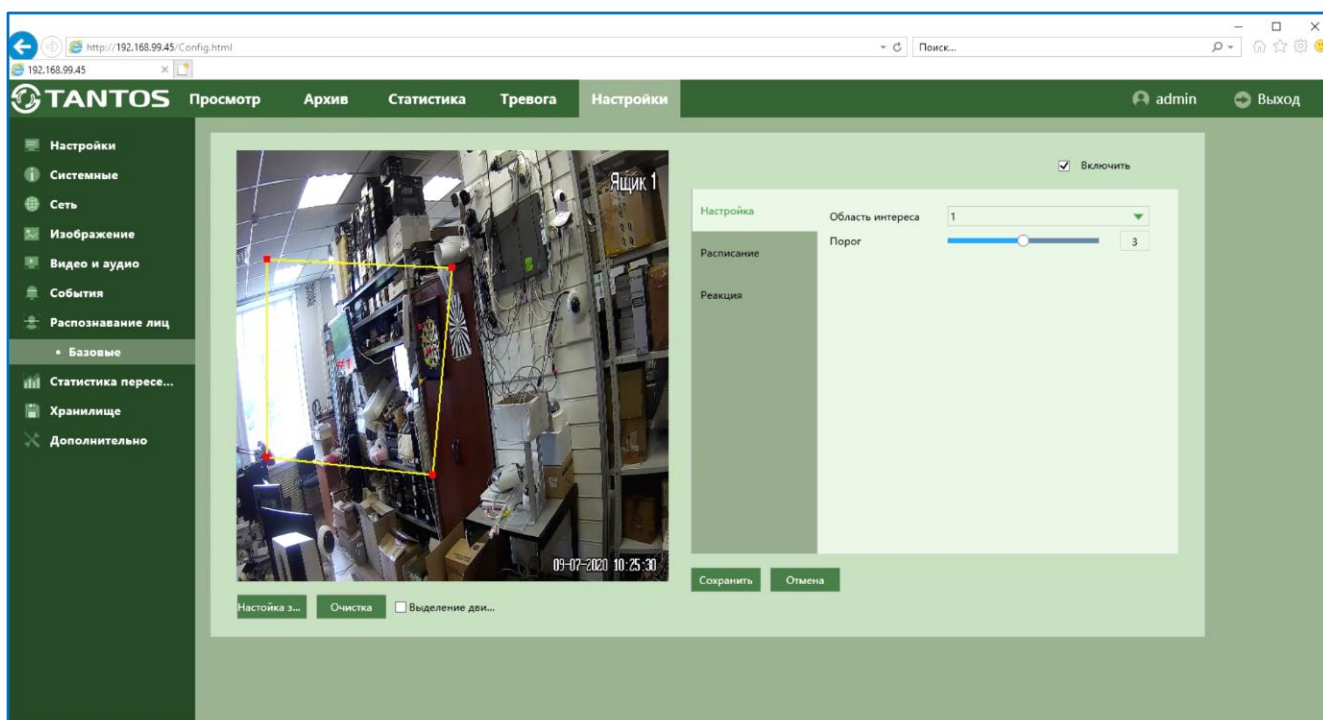 http://192.168.99.45/Config.html
Поиск...
192.168.99.45
TANTOS
Просмотр
Архив
Статистика
Тревога
Настройки
admin
Выход
Настройки
Системные
Сеть
Изображение
Видео и аудио
События
Распознавание лиц
• Базовые
Статистика пересе...
Хранилище
Дополнительно
Ящик 1
#1
09-07-2020 10:25:30
Настойка з...
Очистка
Выделение дви...
Включить
Настройка
Расписание
Реакция
Область интереса
1
Порог
3
Сохранить
Отмена